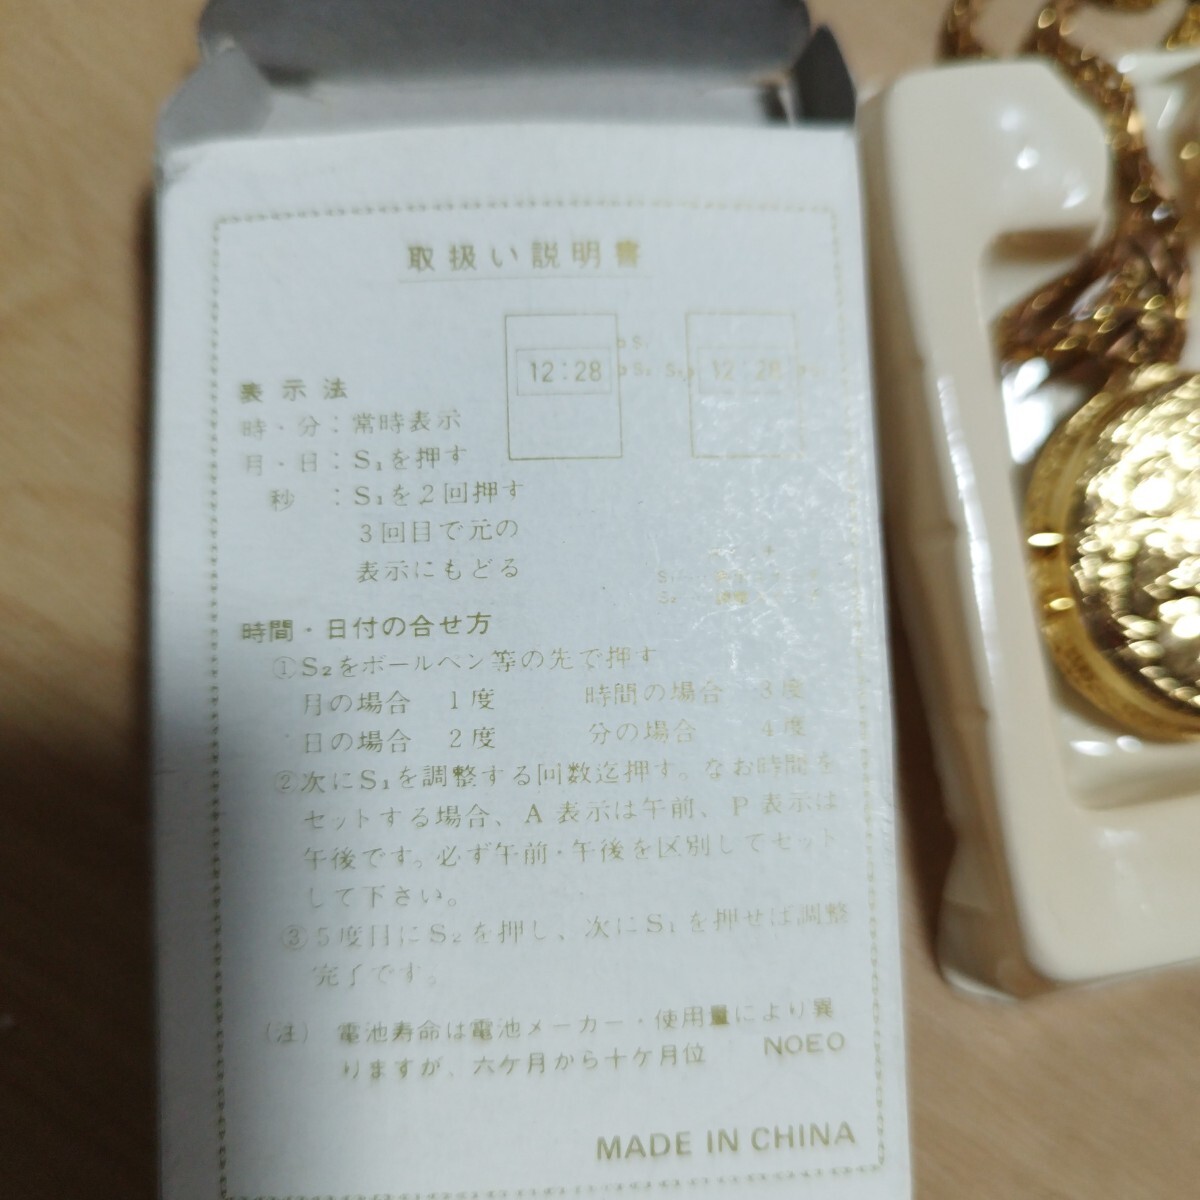 取扱い説明書
12:28
S₂
12:28
表示法
時・分：常時表示
月・日：S₁を押す
秒　：S₁を2回押す
3回目で元の
表示にもどる
S₁
S₂
時間・日付の合せ方
①S₂をボールペン等の先で押す
月の場合　1度　時間の場合　3度
日の場合　2度　分の場合　4度
②次にS₁を調整する回数迄押す。なお時間を
セットする場合、A 表示は午前、P 表示は
午後です。必ず午前・午後を区別してセット
して下さい。
③5度目にS₂を押し、次にS₁を押せば調整
完了です。
(注)　電池寿命は電池メーカー・使用量により異
りますが、六ケ月から十ケ月位　NOEO
MADE IN CHINA